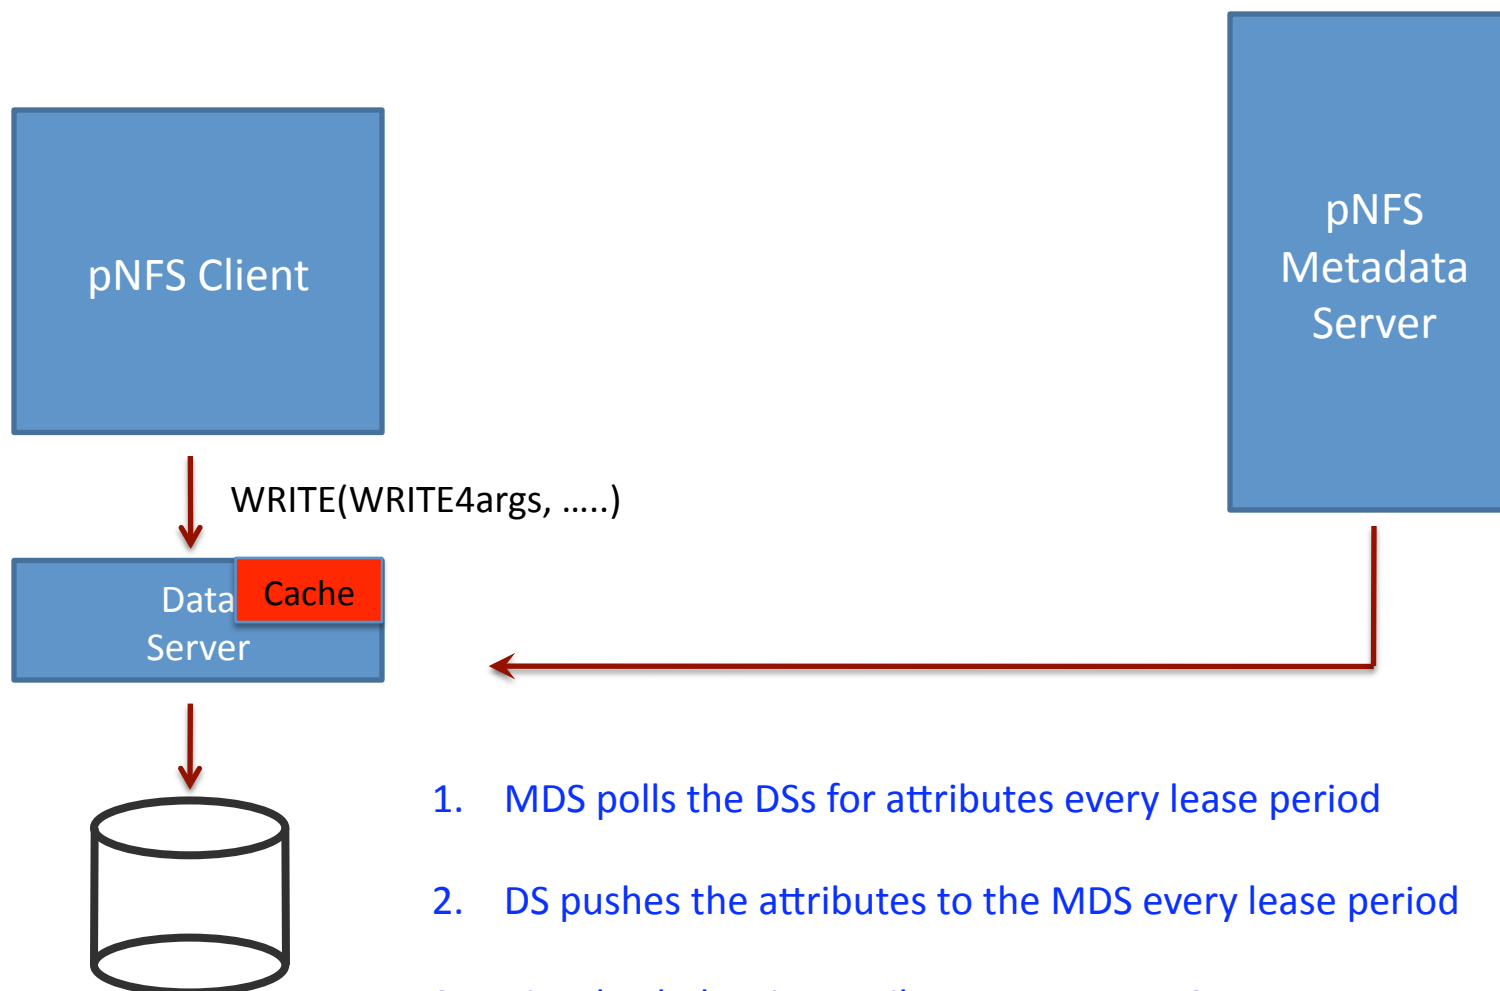 pNFS Client
pNFS
Metadata
Server
WRITE(WRITE4args, …..)
Data
Server
Cache
1. MDS polls the DSs for attributes every lease period
2. DS pushes the attributes to the MDS every lease period